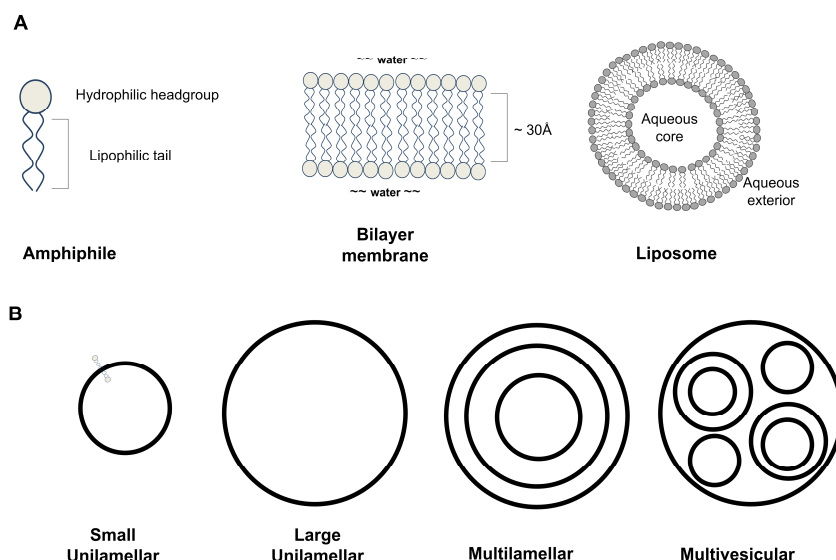 A
~~ water ~~
Hydrophilic headgroup
Lipophilic tail
~ 30Å
~~ water ~~
Aqueous
core
Aqueous
exterior
Amphiphile
Bilayer
membrane
Liposome
B
Small
Unilamellar
Large
Unilamellar
Multilamellar
Multivesicular